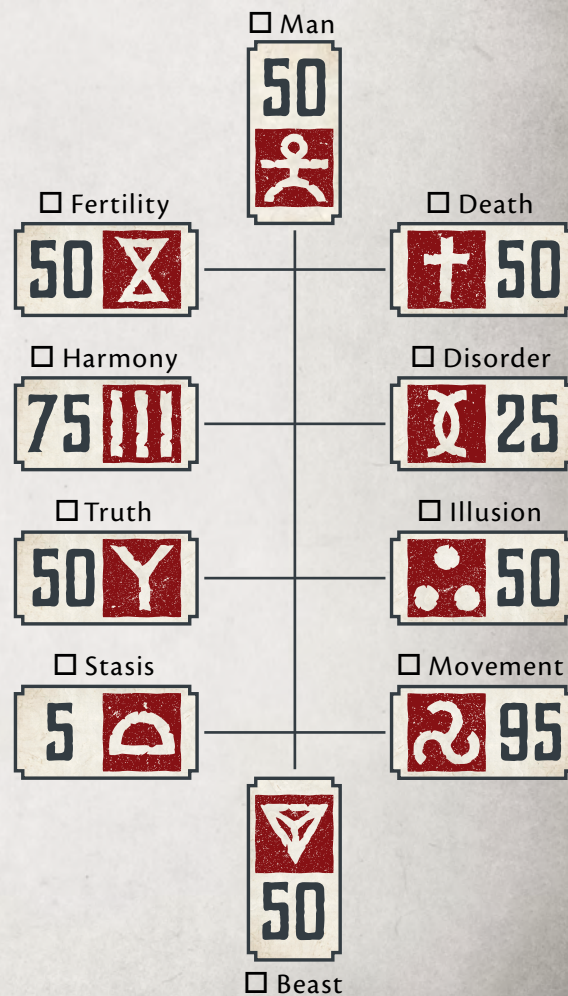 ☐ Man
50
☐ Fertility
☐ Death
50
50
☐ Harmony
☐ Disorder
75
25
☐ Truth
☐ Illusion
50
50
☐ Stasis
☐ Movement
5
95
50
☐ Beast